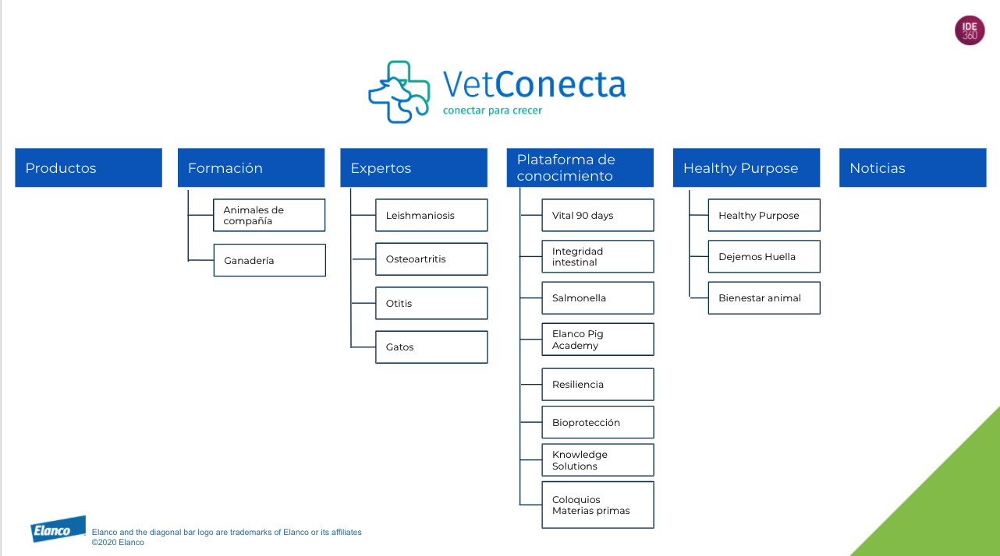 IDE
360
VetConecta
conectar para crecer
Productos
Formación
Animales de
compañía
Ganadería
Expertos
Leishmaniosis
Osteoartritis
Otitis
Gatos
Plataforma de
conocimiento
Vital 90 days
Integridad
intestinal
Salmonella
Elanco Pig
Academy
Resiliencia
Bioprotección
Knowledge
Solutions
Coloquios
Materias primas
Healthy Purpose
Healthy Purpose
Dejemos Huella
Bienestar animal
Noticias
Elanco
Elanco and the diagonal bar logo are trademarks of Elanco or its affiliates
©2020 Elanco